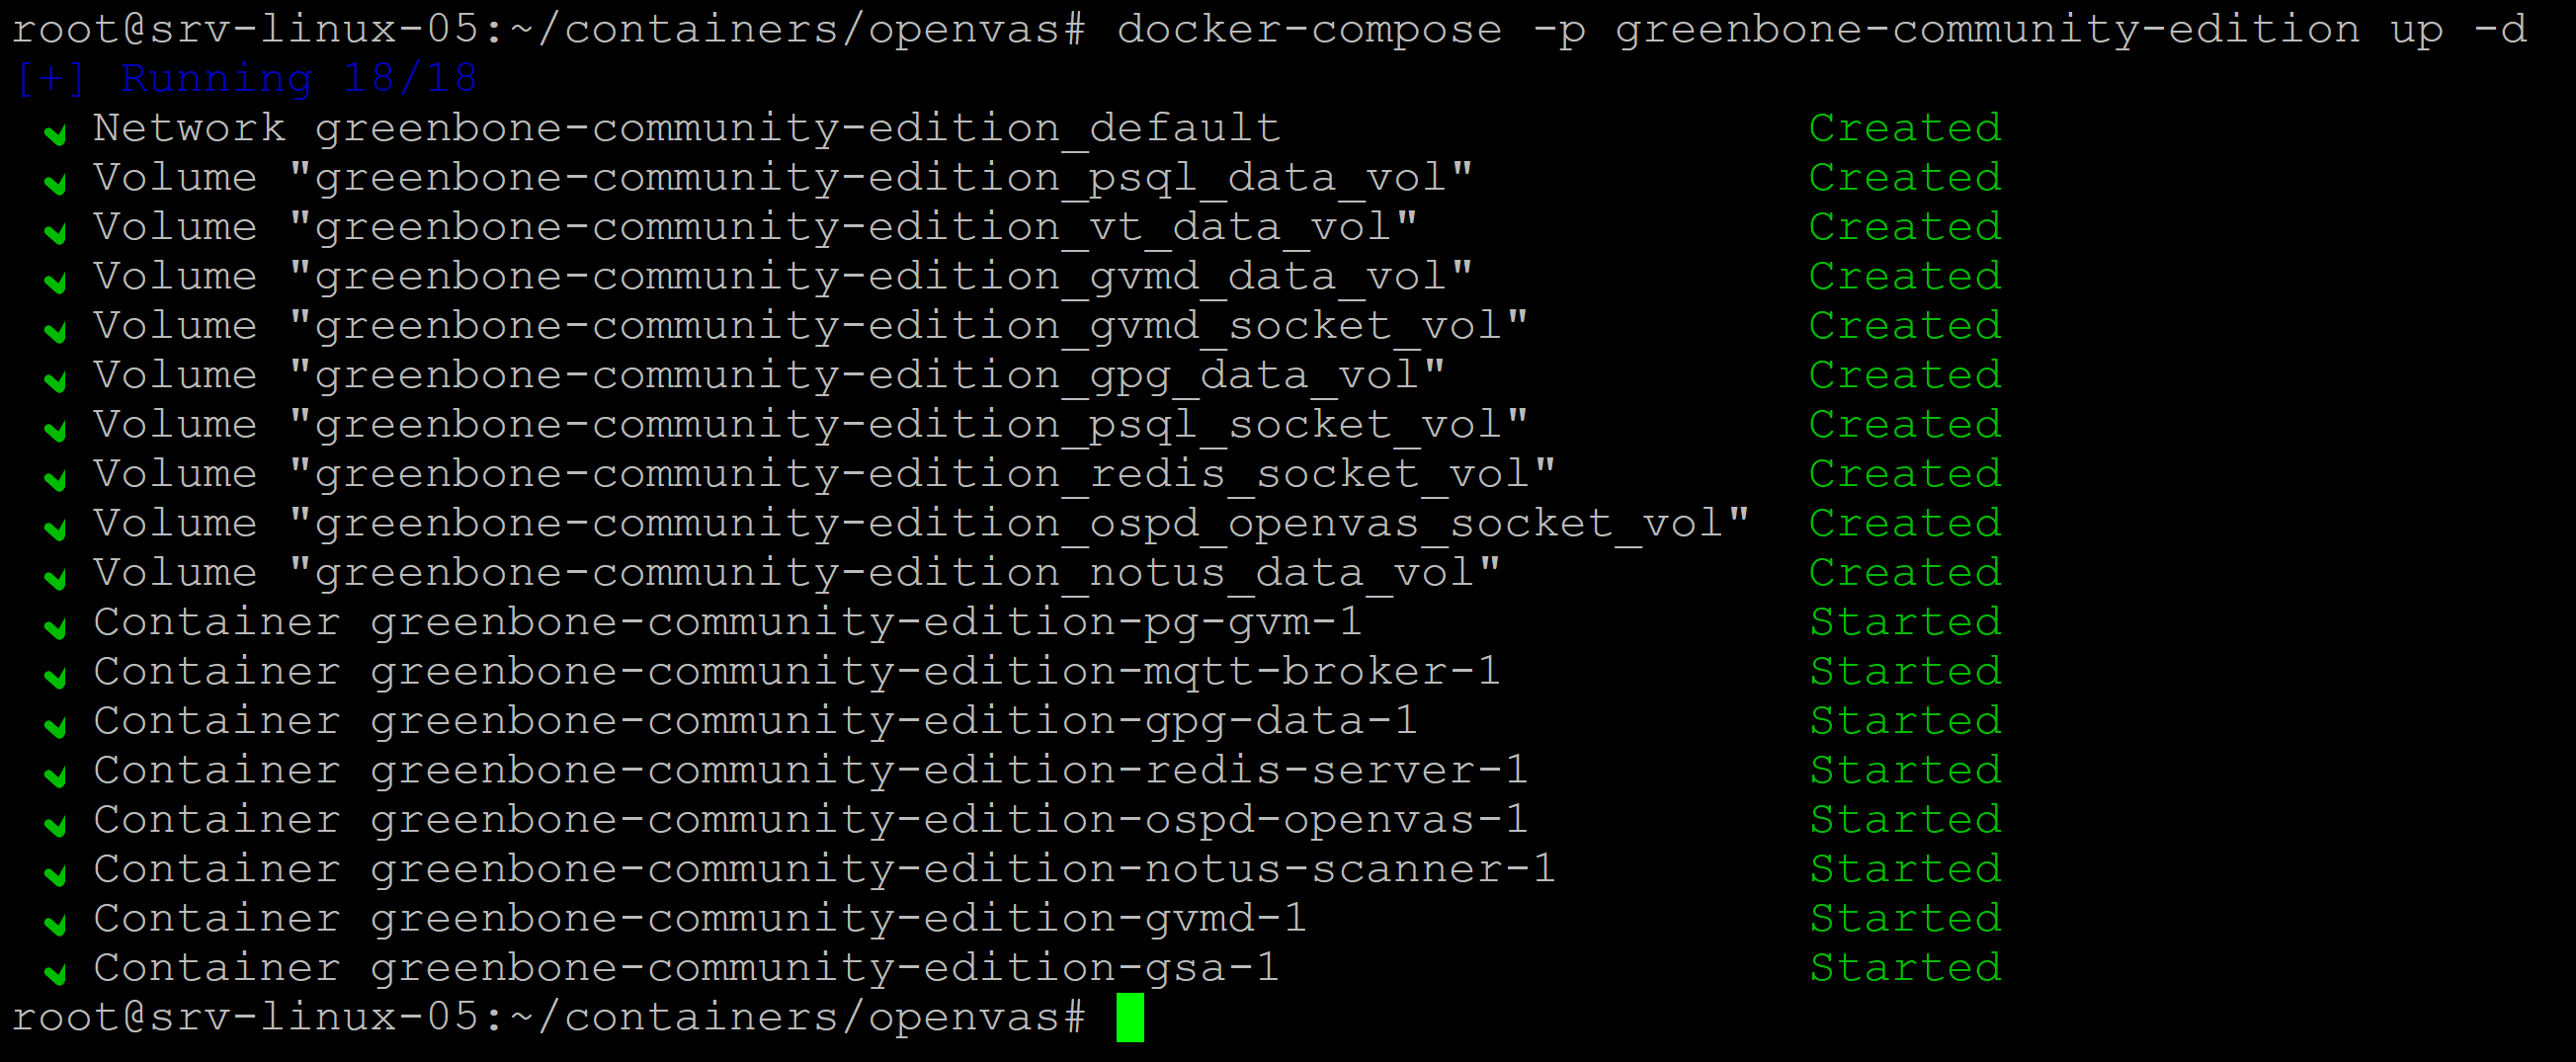 root@srv-linux-05:~/containers/openvas# docker-compose -p greenbone-community-edition up -d
[+] Running 18/18
✔ Network greenbone-community-edition_default Created
✔ Volume "greenbone-community-edition_psql_data_vol" Created
✔ Volume "greenbone-community-edition_vt_data_vol" Created
✔ Volume "greenbone-community-edition_gvmd_data_vol" Created
✔ Volume "greenbone-community-edition_gvmd_socket_vol" Created
✔ Volume "greenbone-community-edition_gpg_data_vol" Created
✔ Volume "greenbone-community-edition_psql_socket_vol" Created
✔ Volume "greenbone-community-edition_redis_socket_vol" Created
✔ Volume "greenbone-community-edition_ospd_openvas_socket_vol" Created
✔ Volume "greenbone-community-edition_notus_data_vol" Created
✔ Container greenbone-community-edition-pg-gvm-1 Started
✔ Container greenbone-community-edition-mqtt-broker-1 Started
✔ Container greenbone-community-edition-gpg-data-1 Started
✔ Container greenbone-community-edition-redis-server-1 Started
✔ Container greenbone-community-edition-ospd-openvas-1 Started
✔ Container greenbone-community-edition-notus-scanner-1 Started
✔ Container greenbone-community-edition-gvmd-1 Started
✔ Container greenbone-community-edition-gsa-1 Started
root@srv-linux-05:~/containers/openvas#